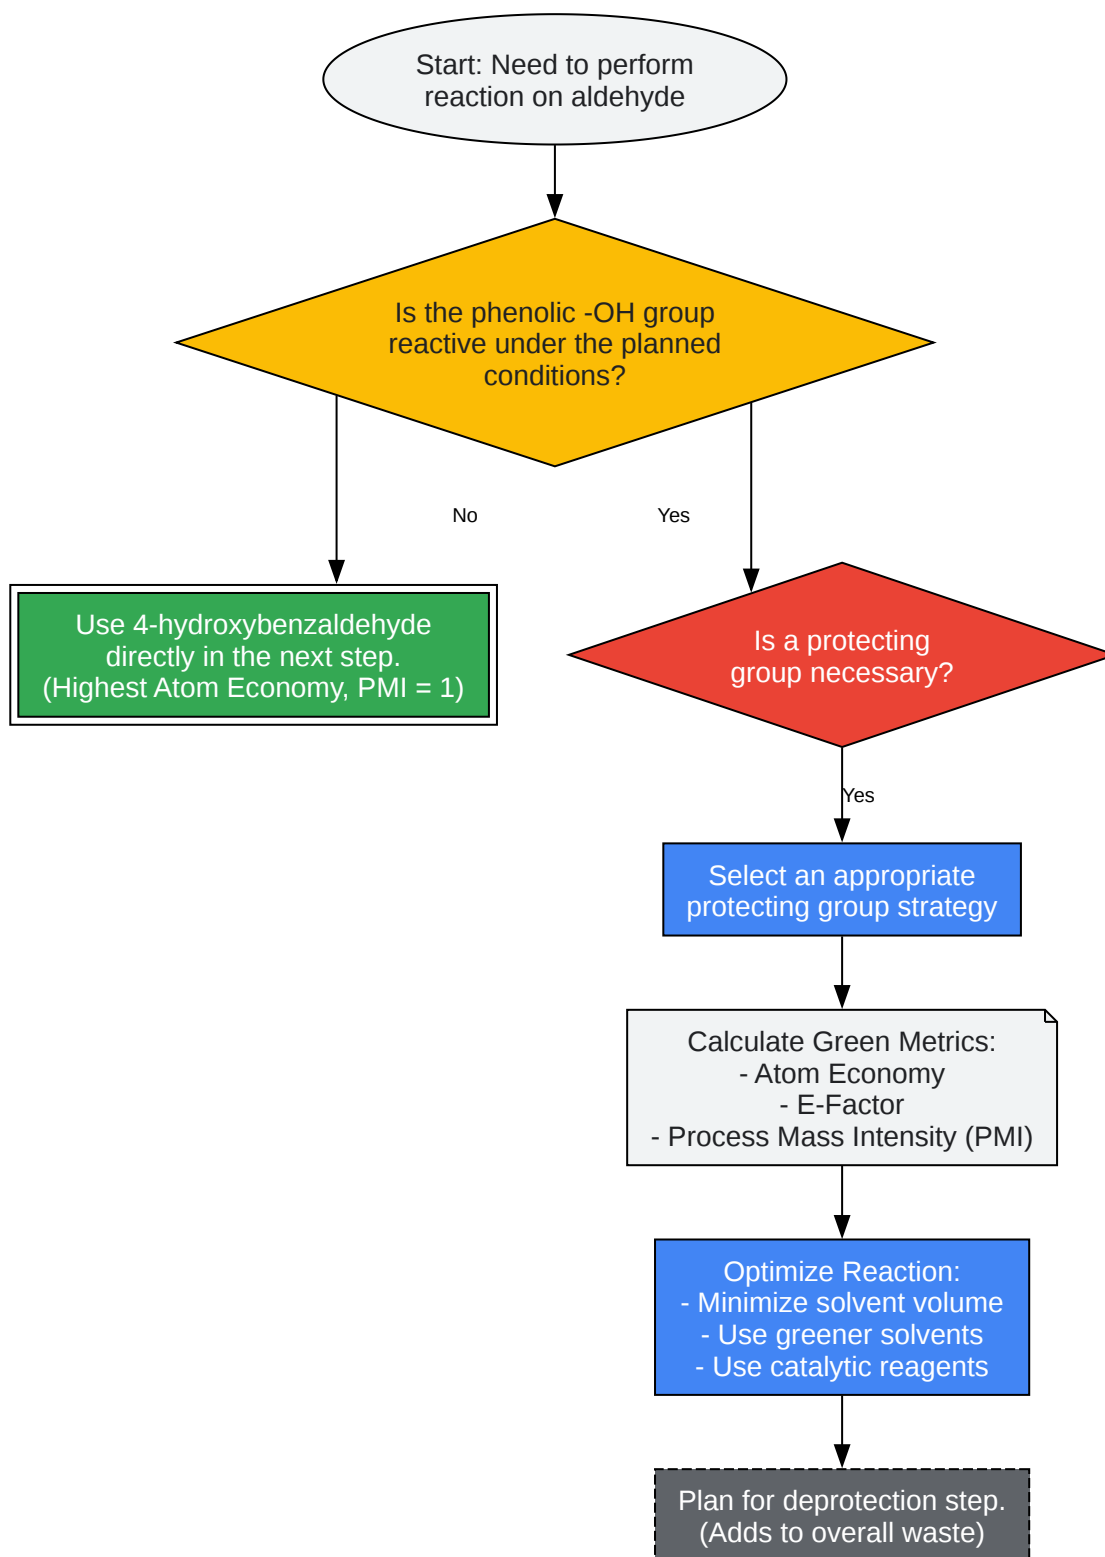 Start: Need to perform
reaction on aldehyde
Is the phenolic -OH group
reactive under the planned
conditions?
No
Yes
Use 4-hydroxybenzaldehyde
directly in the next step.
(Highest Atom Economy, PMI = 1)
Is a protecting
group necessary?
Yes
Select an appropriate
protecting group strategy
Calculate Green Metrics:
- Atom Economy
- E-Factor
- Process Mass Intensity (PMI)
Optimize Reaction:
- Minimize solvent volume
- Use greener solvents
- Use catalytic reagents
Plan for deprotection step.
(Adds to overall waste)